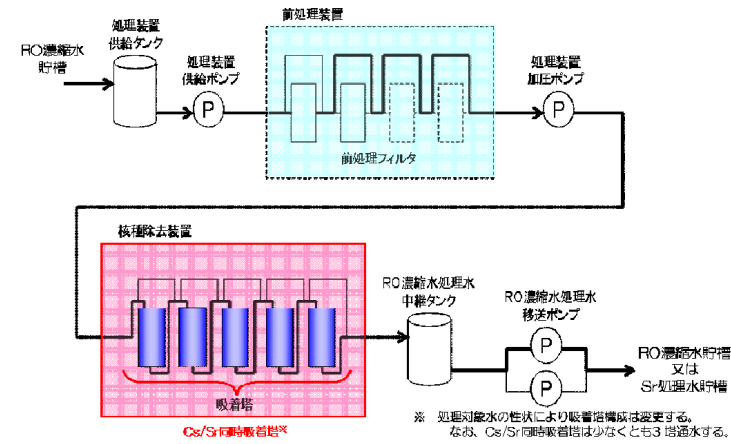 処理装置
供給タンク
RO濃縮水
貯槽
処理装置
供給ポンプ
P
前処理装置
前処理フィルタ
処理装置
加圧ポンプ
P
核種除去装置
吸着塔
Cs/Sr同時吸着塔※
RO濃縮水処理水
中継タンク
RO濃縮水処理水
移送ポンプ
P
P
RO濃縮水貯槽
又は
Sr処理水貯槽
※ 処理対象水の性状により吸着塔構成は変更する。
なお、Cs/Sr同時吸着塔は少なくとも3塔通水する。